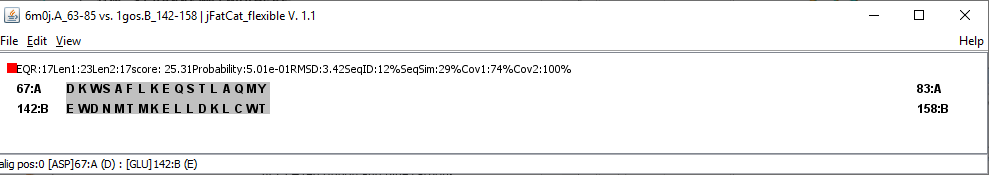 6m0j.A_63-85 vs. 1gos.B_142-158 | jFatCat_flexible V. 1.1
File Edit View Help
EQR:17Len1:23Len2:17score: 25.31Probability:5.01e-01RMSD:3.42SeqID:12%SeqSim:29%Cov1:74%Cov2:100%
67:A DKWSAFLKEQSTLAQMY 83:A
142:B EWDNMTMKELLDKLCWT 158:B
alig pos:0 [ASP]67:A (D) : [GLU]142:B (E)